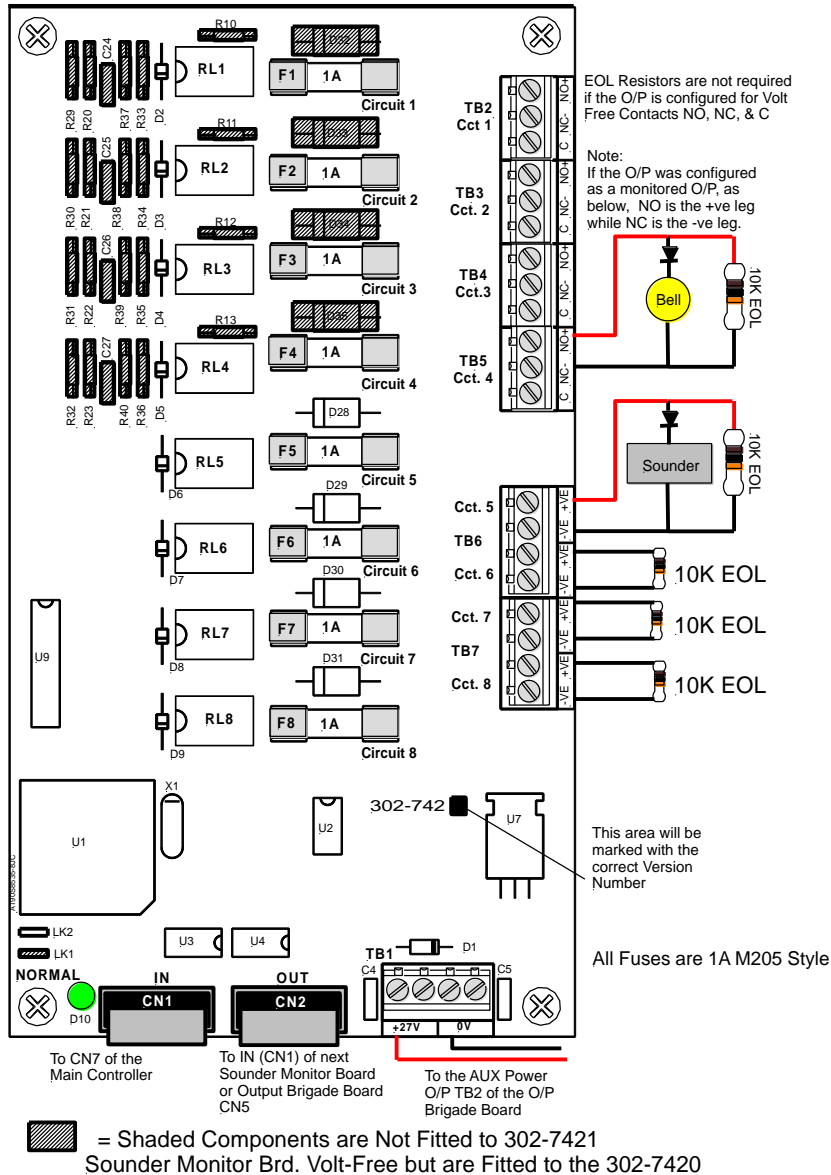 R10
R29
R20
C24
R37
R33
D2
RL1
D32
F1 1A
Circuit 1
R11
R30
R21
C25
R38
R34
D3
RL2
D33
F2 1A
Circuit 2
R12
R31
R22
C26
R39
R35
D4
RL3
D34
F3 1A
Circuit 3
R13
R32
R23
C27
R40
R36
D5
RL4
D35
F4 1A
Circuit 4
D28
D6
RL5
F5 1A
Circuit 5
D29
D7
RL6
F6 1A
Circuit 6
D30
D8
RL7
F7 1A
Circuit 7
D31
D9
RL8
F8 1A
Circuit 8
TB2
Cct 1
C NC- NO+
TB3
Cct. 2
C NC- NO+
TB4
Cct.3
C NC- NO+
TB5
Cct. 4
C NC- NO+
EOL Resistors are not required
if the O/P is configured for Volt
Free Contacts NO, NC, & C
Note:
If the O/P was configured
as a monitored O/P, as
below, NO is the +ve leg
while NC is the -ve leg.
Bell
10K EOL
Sounder
10K EOL
Cct. 5
TB6
Cct. 6
-VE +VE
-VE +VE
10K EOL
Cct. 7
TB7
Cct. 8
-VE +VE
-VE +VE
10K EOL
10K EOL
U9
U1
X1
U2
302-742
U7
This area will be
marked with the
correct Version
Number
LK2
LK1
U3
U4
NORMAL
D10
IN
CN1
OUT
CN2
TB1
D1
C4
C5
+27V 0V
All Fuses are 1A M205 Style
To CN7 of the
Main Controller
To IN (CN1) of next
Sounder Monitor Board
or Output Brigade Board
CN5
To the AUX Power
O/P TB2 of the O/P
Brigade Board
= Shaded Components are Not Fitted to 302-7421
Sounder Monitor Brd. Volt-Free but are Fitted to the 302-7420